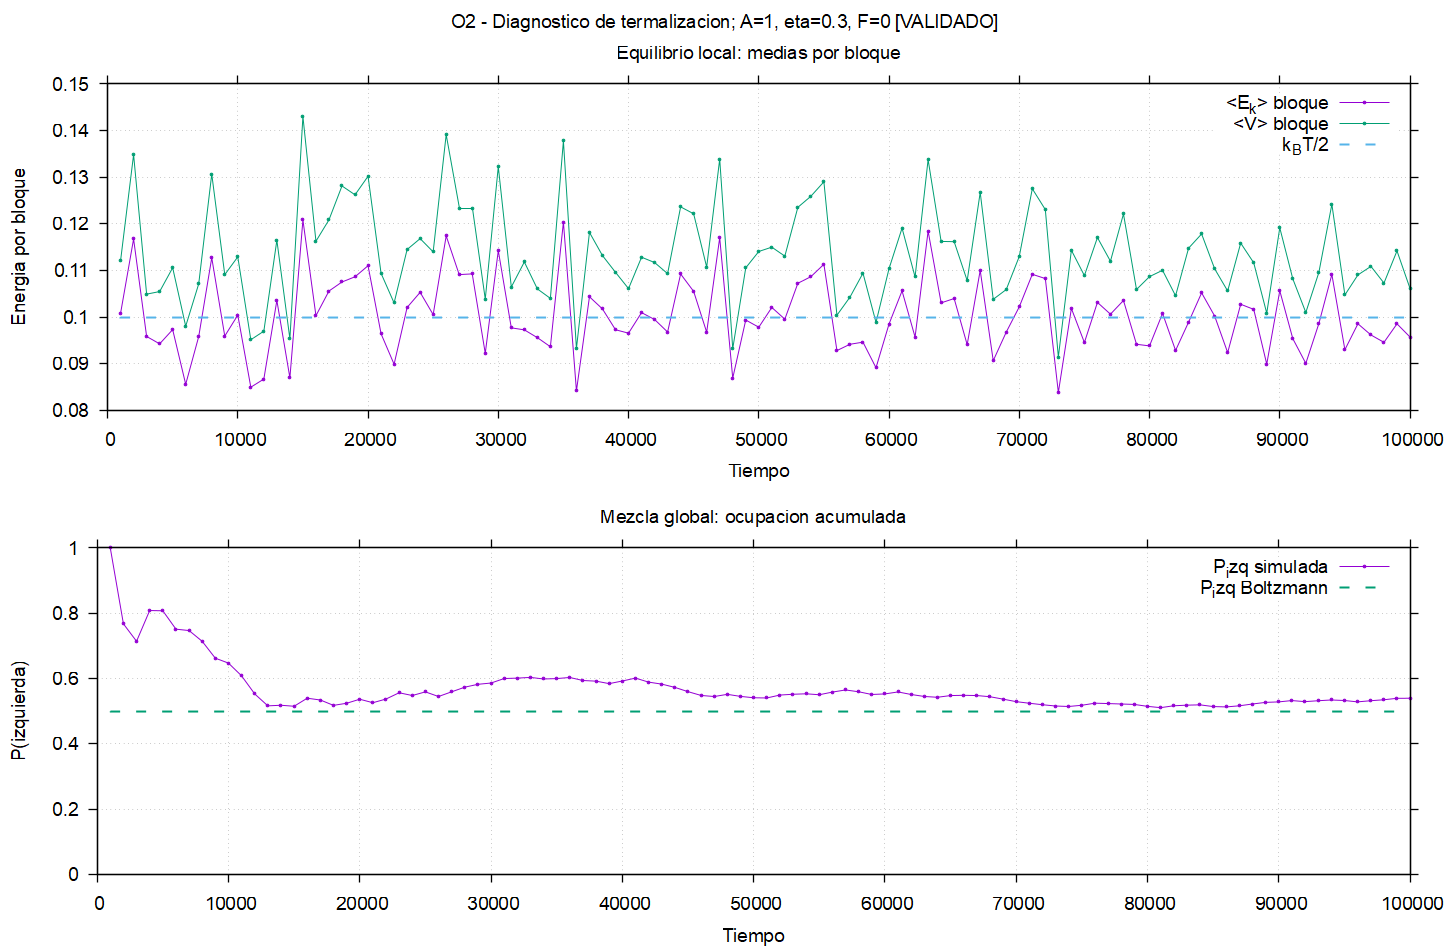 O2 - Diagnostico de termalizacion; A=1, eta=0.3, F=0 [VALIDADO]
Equilibrio local: medias por bloque
0.15
0.14
0.13
0.12
0.11
0.1
0.09
0.08
Energia por bloque
<Ek> bloque
<V> bloque
kBT/2
0 10000 20000 30000 40000 50000 60000 70000 80000 90000 100000
Tiempo
Mezcla global: ocupacion acumulada
1
0.8
0.6
0.4
0.2
0
P(izquierda)
Pizq simulada
Pizq Boltzmann
0 10000 20000 30000 40000 50000 60000 70000 80000 90000 100000
Tiempo